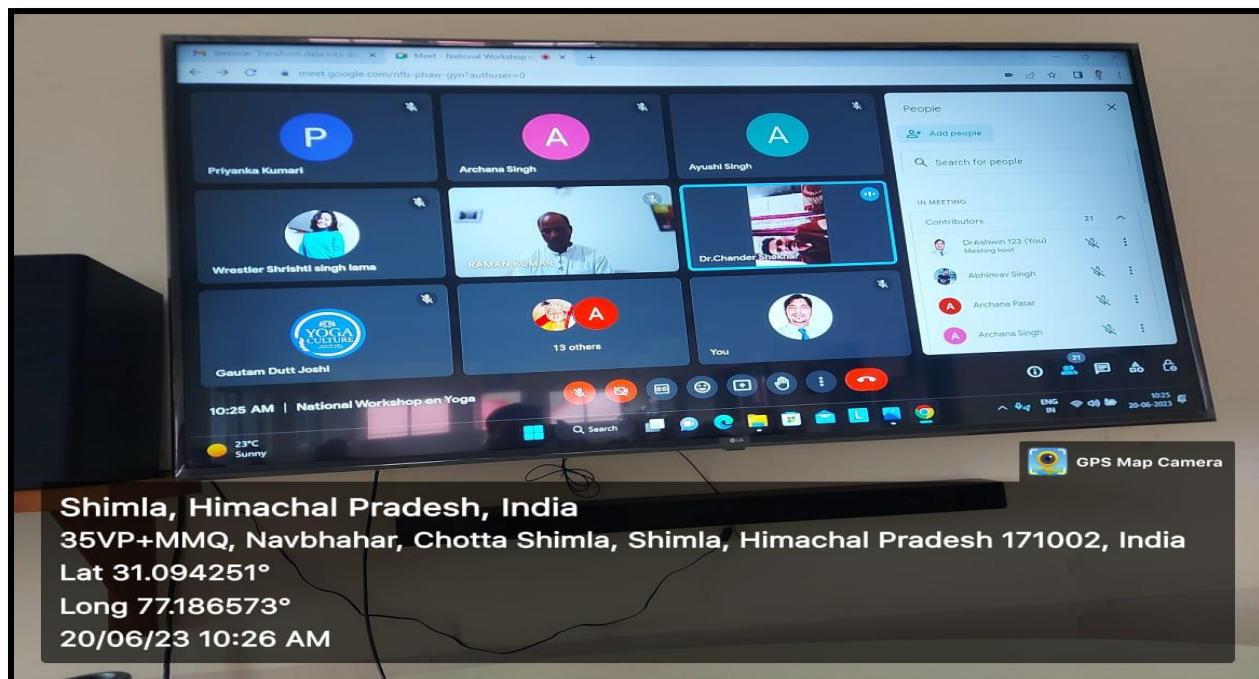 Webinar: Transform data into de
Meet - National Workshop o
meet.google.com/nfb-phaw-gyn?authuser=0
P
Priyanka Kumari
A
Archana Singh
A
Ayushi Singh
Wrestler Shrishti singh lama
RAMAN KUMAR
Dr.Chander Shekhar
YOGA
CULTURE
Gautam Dutt Joshi
A
13 others
You
People
Add people
Search for people
IN MEETING
Contributors
21
DrAshwin 123 (You)
Meeting host
Abhinvav Singh
A
Archana Patar
A
Archana Singh
10:25 AM | National Workshop on Yoga
CC
21
23°C
Sunny
Search
L
ENG
IN
10:25
20-06-2023
LG
GPS Map Camera
Shimla, Himachal Pradesh, India
35VP+MMQ, Navbhahar, Chotta Shimla, Shimla, Himachal Pradesh 171002, India
Lat 31.094251°
Long 77.186573°
20/06/23 10:26 AM